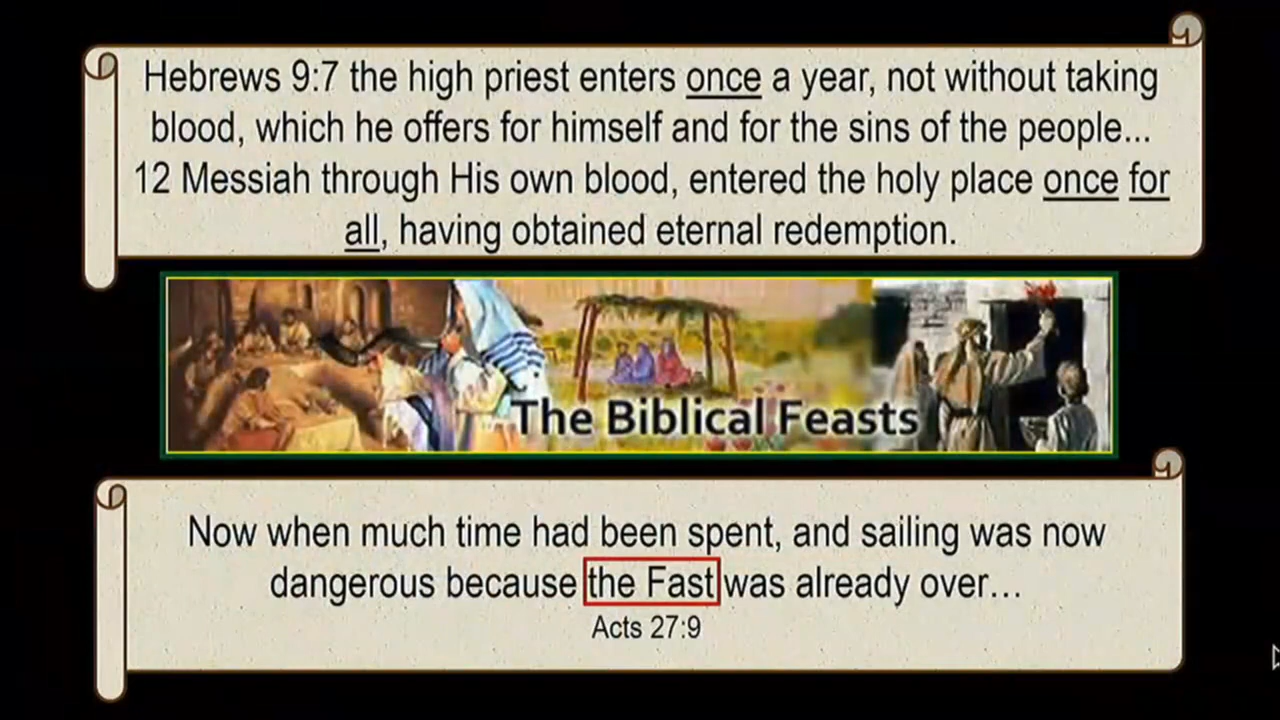 Hebrews 9:7 the high priest enters once a year, not without taking
blood, which he offers for himself and for the sins of the people...
12 Messiah through His own blood, entered the holy place once for
all, having obtained eternal redemption.
The Biblical Feasts
Now when much time had been spent, and sailing was now
dangerous because the Fast was already over...
Acts 27:9